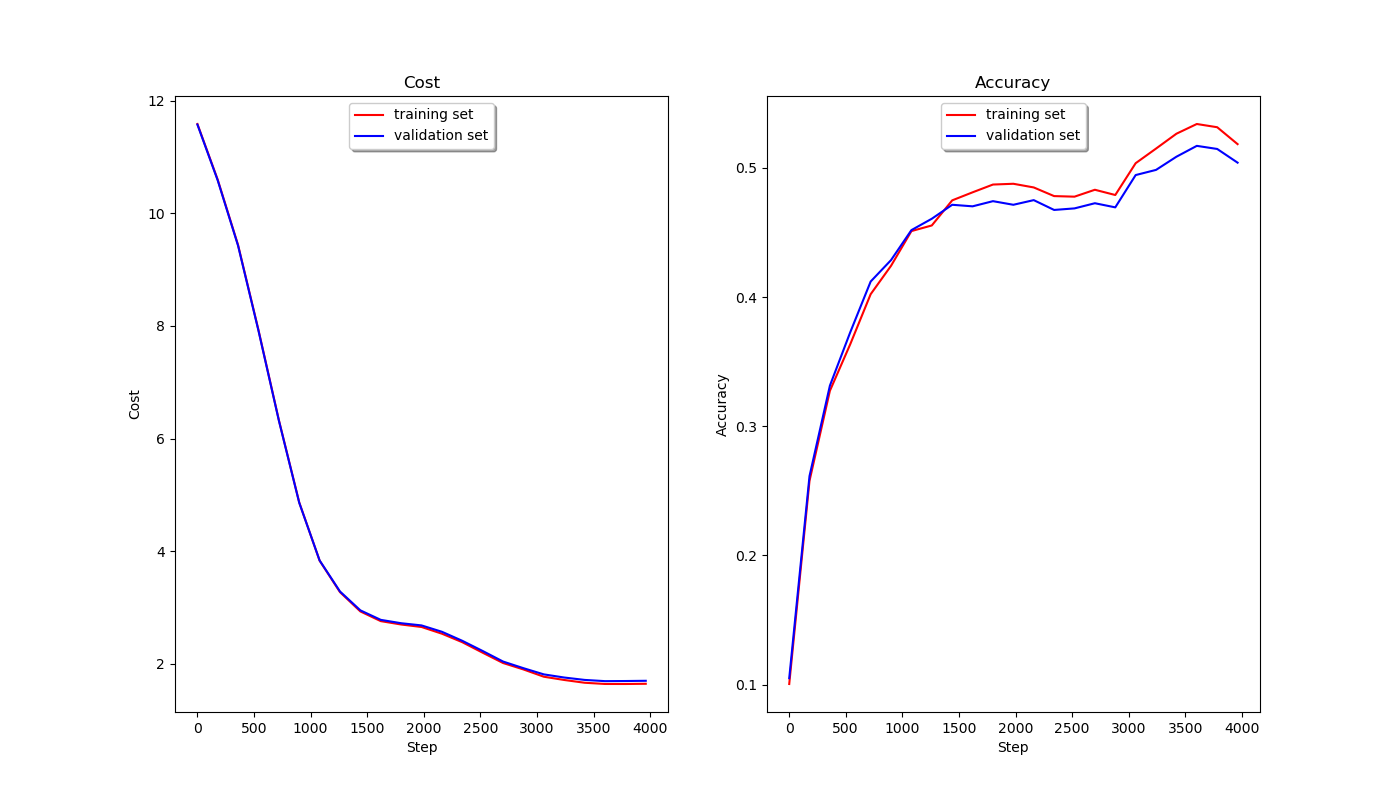 Cost
training set
validation set
12
10
8
6
4
2
Cost
0 500 1000 1500 2000 2500 3000 3500 4000
Step
Accuracy
training set
validation set
0.5
0.4
0.3
0.2
0.1
Accuracy
0 500 1000 1500 2000 2500 3000 3500 4000
Step